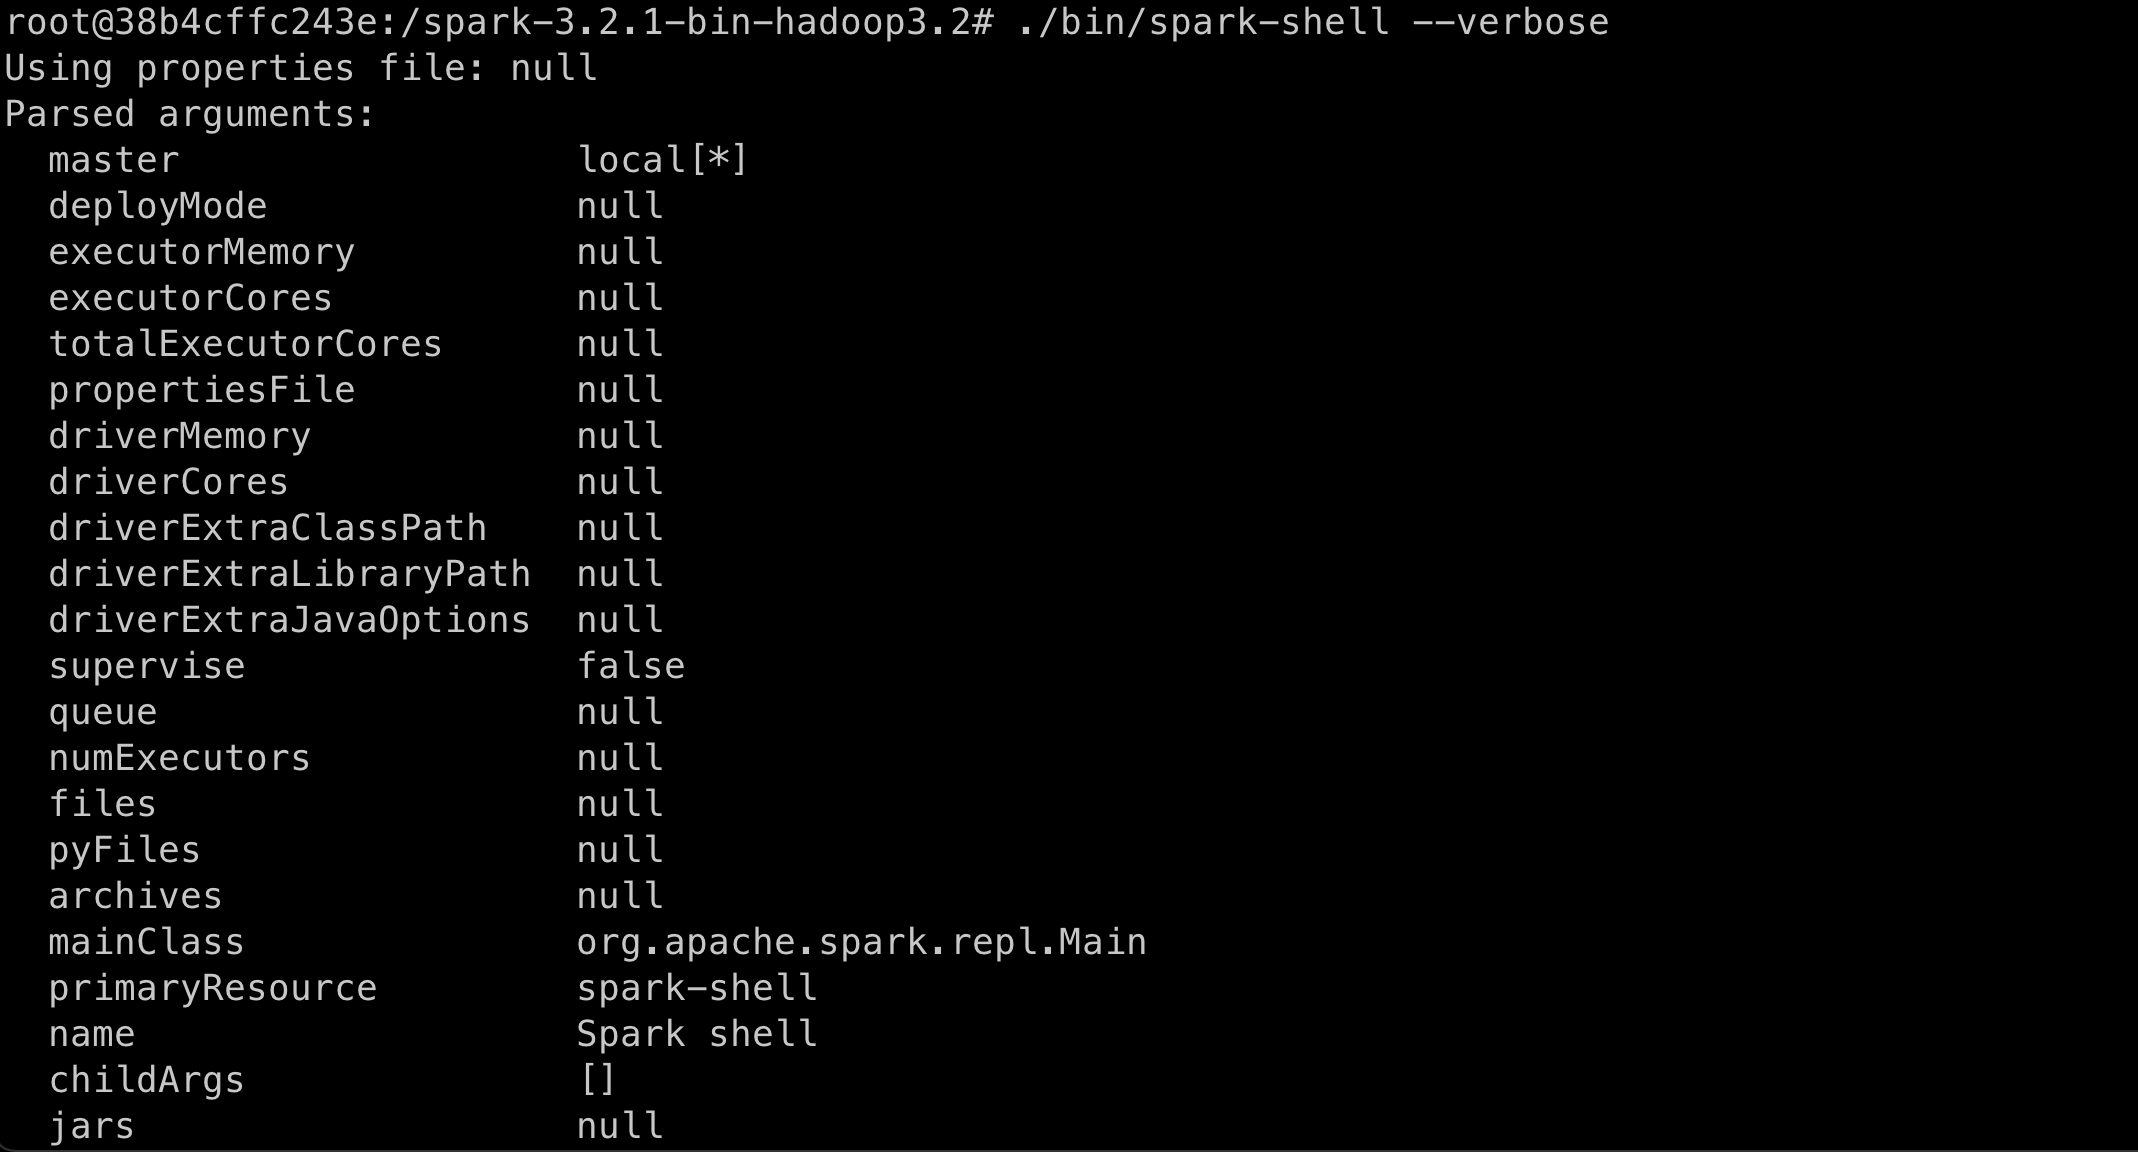 root@38b4cffc243e:/spark-3.2.1-bin-hadoop3.2# ./bin/spark-shell --verbose
Using properties file: null
Parsed arguments:
  master                  local[*]
  deployMode              null
  executorMemory          null
  executorCores           null
  totalExecutorCores      null
  propertiesFile          null
  driverMemory            null
  driverCores             null
  driverExtraClassPath    null
  driverExtraLibraryPath  null
  driverExtraJavaOptions  null
  supervise               false
  queue                   null
  numExecutors            null
  files                   null
  pyFiles                 null
  archives                null
  mainClass               org.apache.spark.repl.Main
  primaryResource         spark-shell
  name                    Spark shell
  childArgs               []
  jars                    null